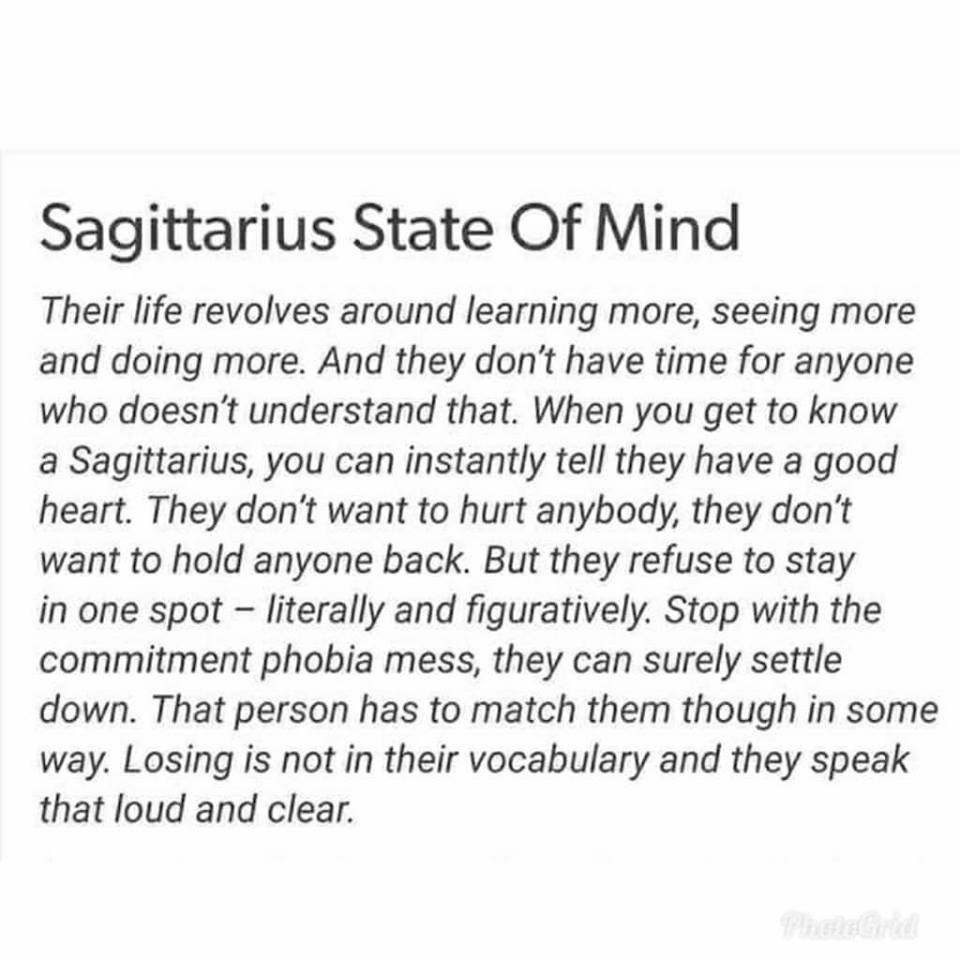 Sagittarius State Of Mind
Their life revolves around learning more, seeing more
and doing more. And they don't have time for anyone
who doesn't understand that. When you get to know
a Sagittarius, you can instantly tell they have a good
heart. They don't want to hurt anybody, they don't
want to hold anyone back. But they refuse to stay
in one spot – literally and figuratively. Stop with the
commitment phobia mess, they can surely settle
down. That person has to match them though in some
way. Losing is not in their vocabulary and they speak
that loud and clear.
PhotoGrid